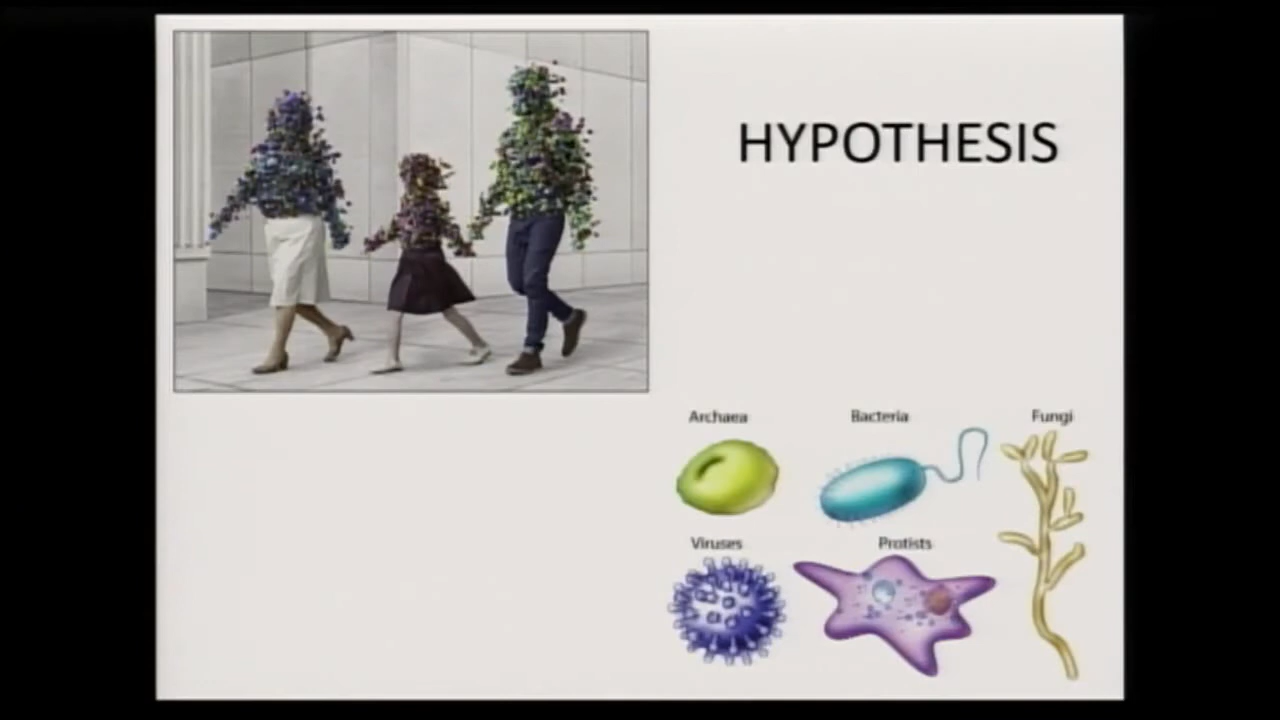 HYPOTHESIS
Archaea
Bacteria
Fungi
Viruses
Protists